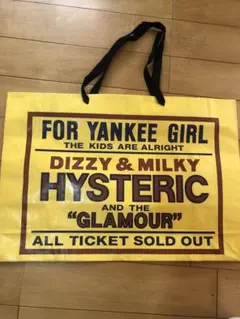 FOR YANKEE GIRL
THE KIDS ARE ALRIGHT
DIZZY & MILKY
HYSTERIC
AND THE
"GLAMOUR"
ALL TICKET SOLD OUT